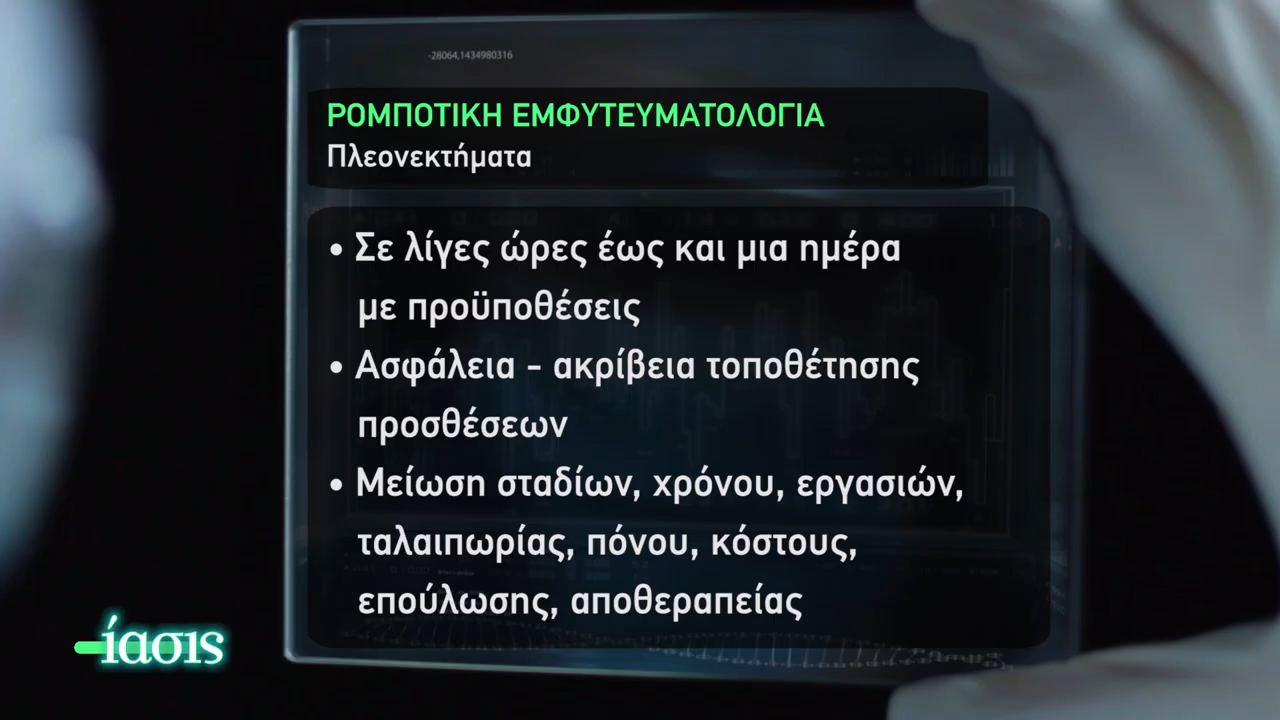 -28064,1434980316
ΡΟΜΠΟΤΙΚΗ ΕΜΦΥΤΕΥΜΑΤΟΛΟΓΙΑ
Πλεονεκτήματα
• Σε λίγες ώρες έως και μια ημέρα
με προϋποθέσεις
• Ασφάλεια - ακρίβεια τοποθέτησης
προσθέσεων
• Μείωση σταδίων, χρόνου, εργασιών,
ταλαιπωρίας, πόνου, κόστους,
επούλωσης, αποθεραπείας
ίασις